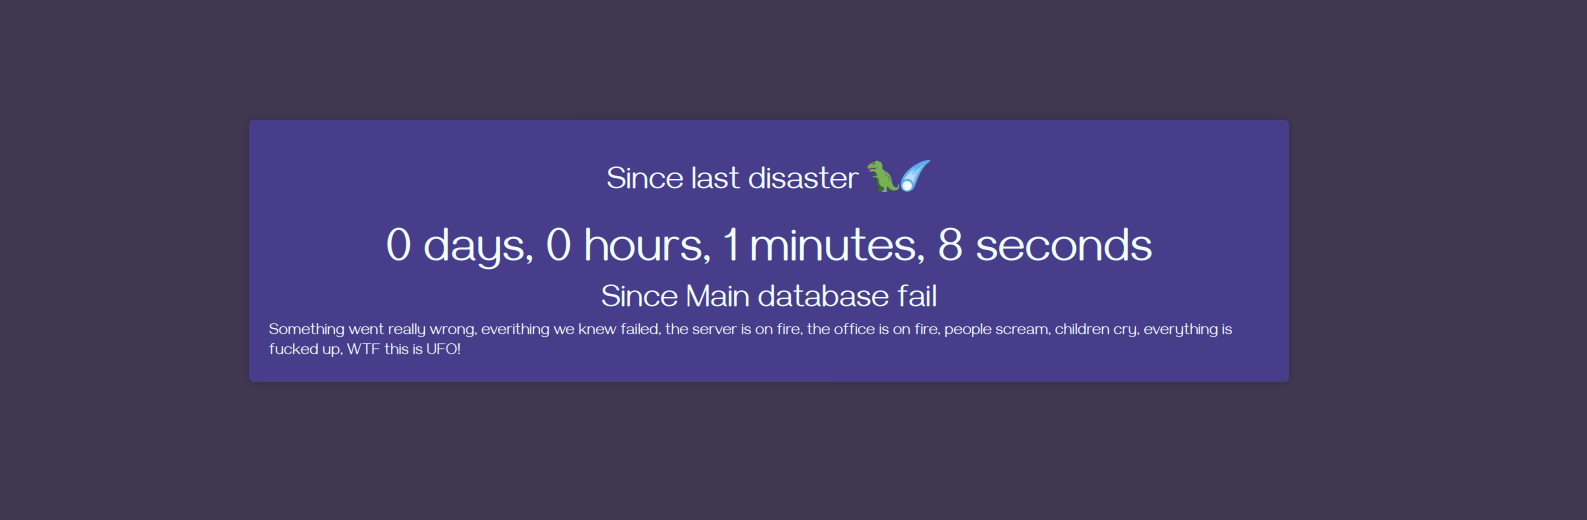 Since last disaster 🦖☄️
0 days, 0 hours, 1 minutes, 8 seconds
Since Main database fail
Something went really wrong, everithing we knew failed, the server is on fire, the office is on fire, people scream, children cry, everything is
fucked up, WTF this is UFO!